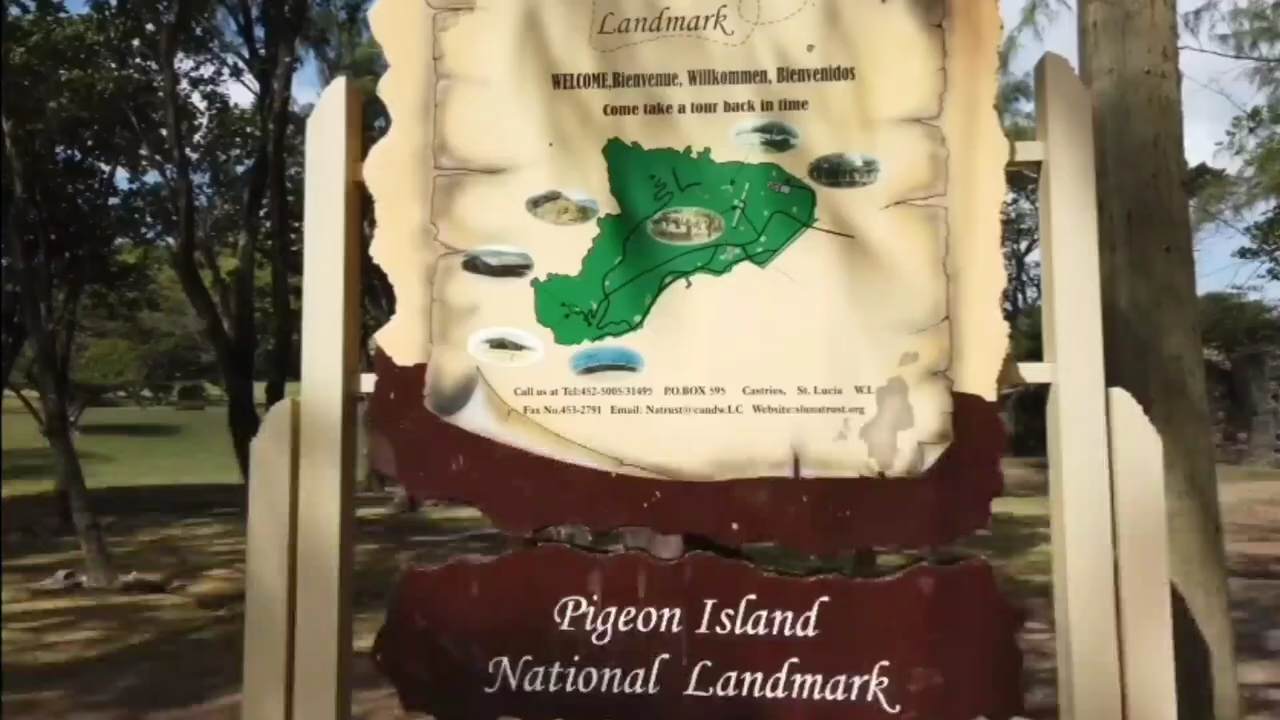 Landmark
WELCOME,Bienvenue, Willkommen, Bienvenidos
Come take a tour back in time
Call us at Tel:452-5005/31495 P.O.BOX 595 Castries, St. Lucia W.I.
Fax No.453-2791 Email: Natrust@candw.LC Website:slunatrust.org
Pigeon Island
National Landmark